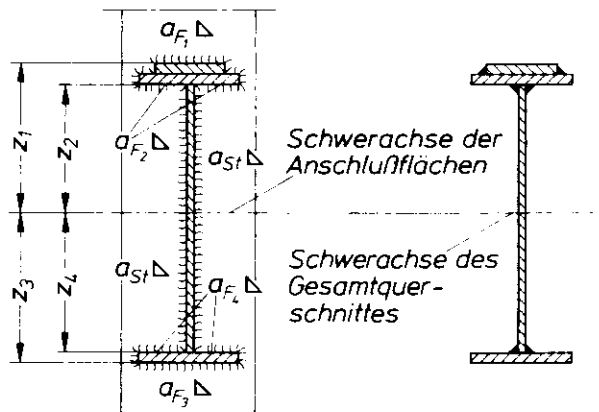 a_F1
z1
z2
a_F2
a_St
Schwerachse der
Anschlußflächen
z3
z4
a_St
a_F4
Schwerachse des
Gesamtquer-
schnittes
a_F3